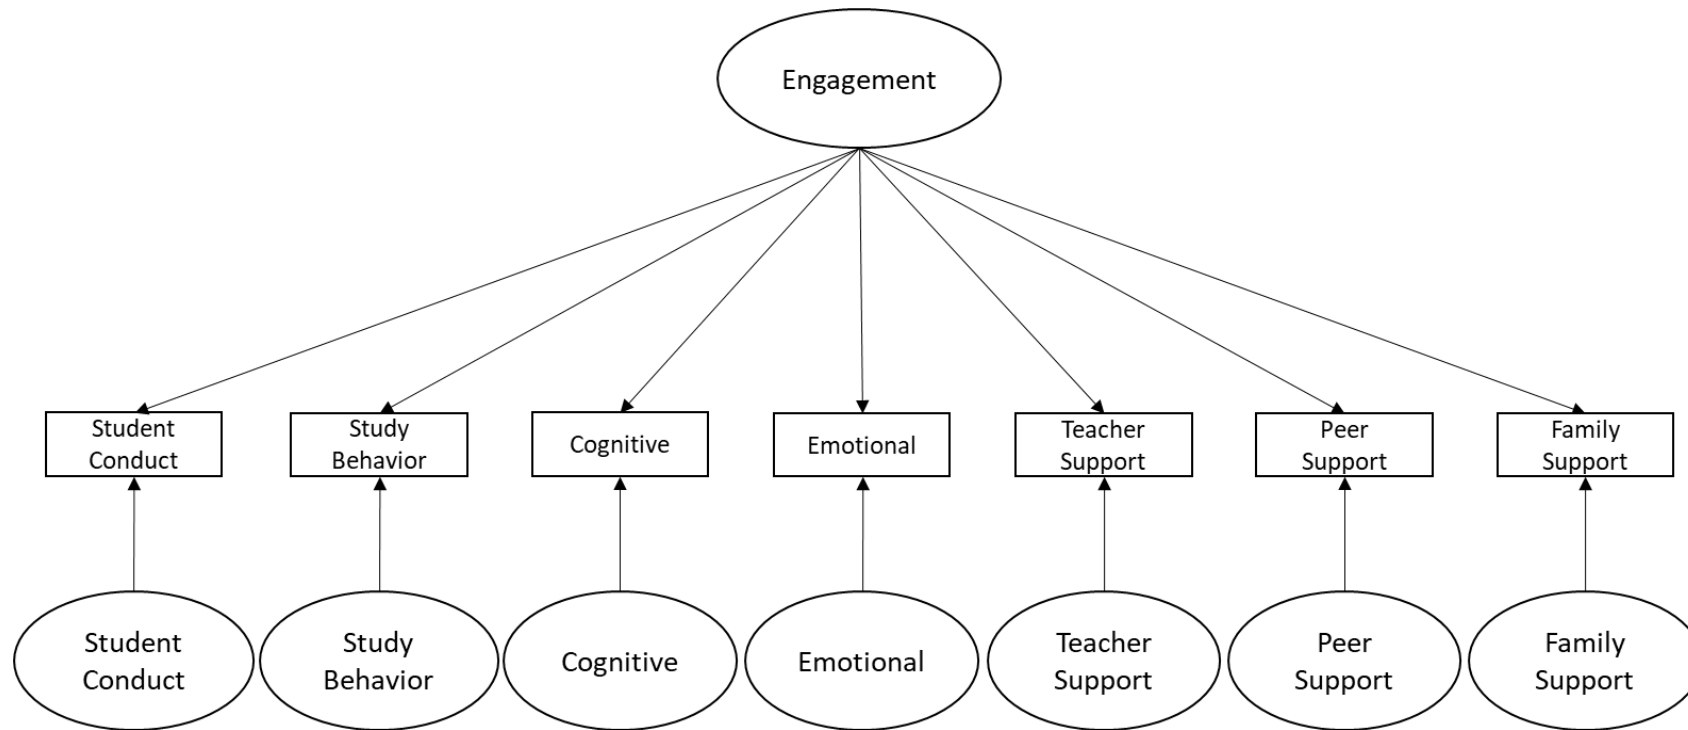 Engagement
Student
Conduct
Study
Behavior
Cognitive
Emotional
Teacher
Support
Peer
Support
Family
Support
Student
Conduct
Study
Behavior
Cognitive
Emotional
Teacher
Support
Peer
Support
Family
Support